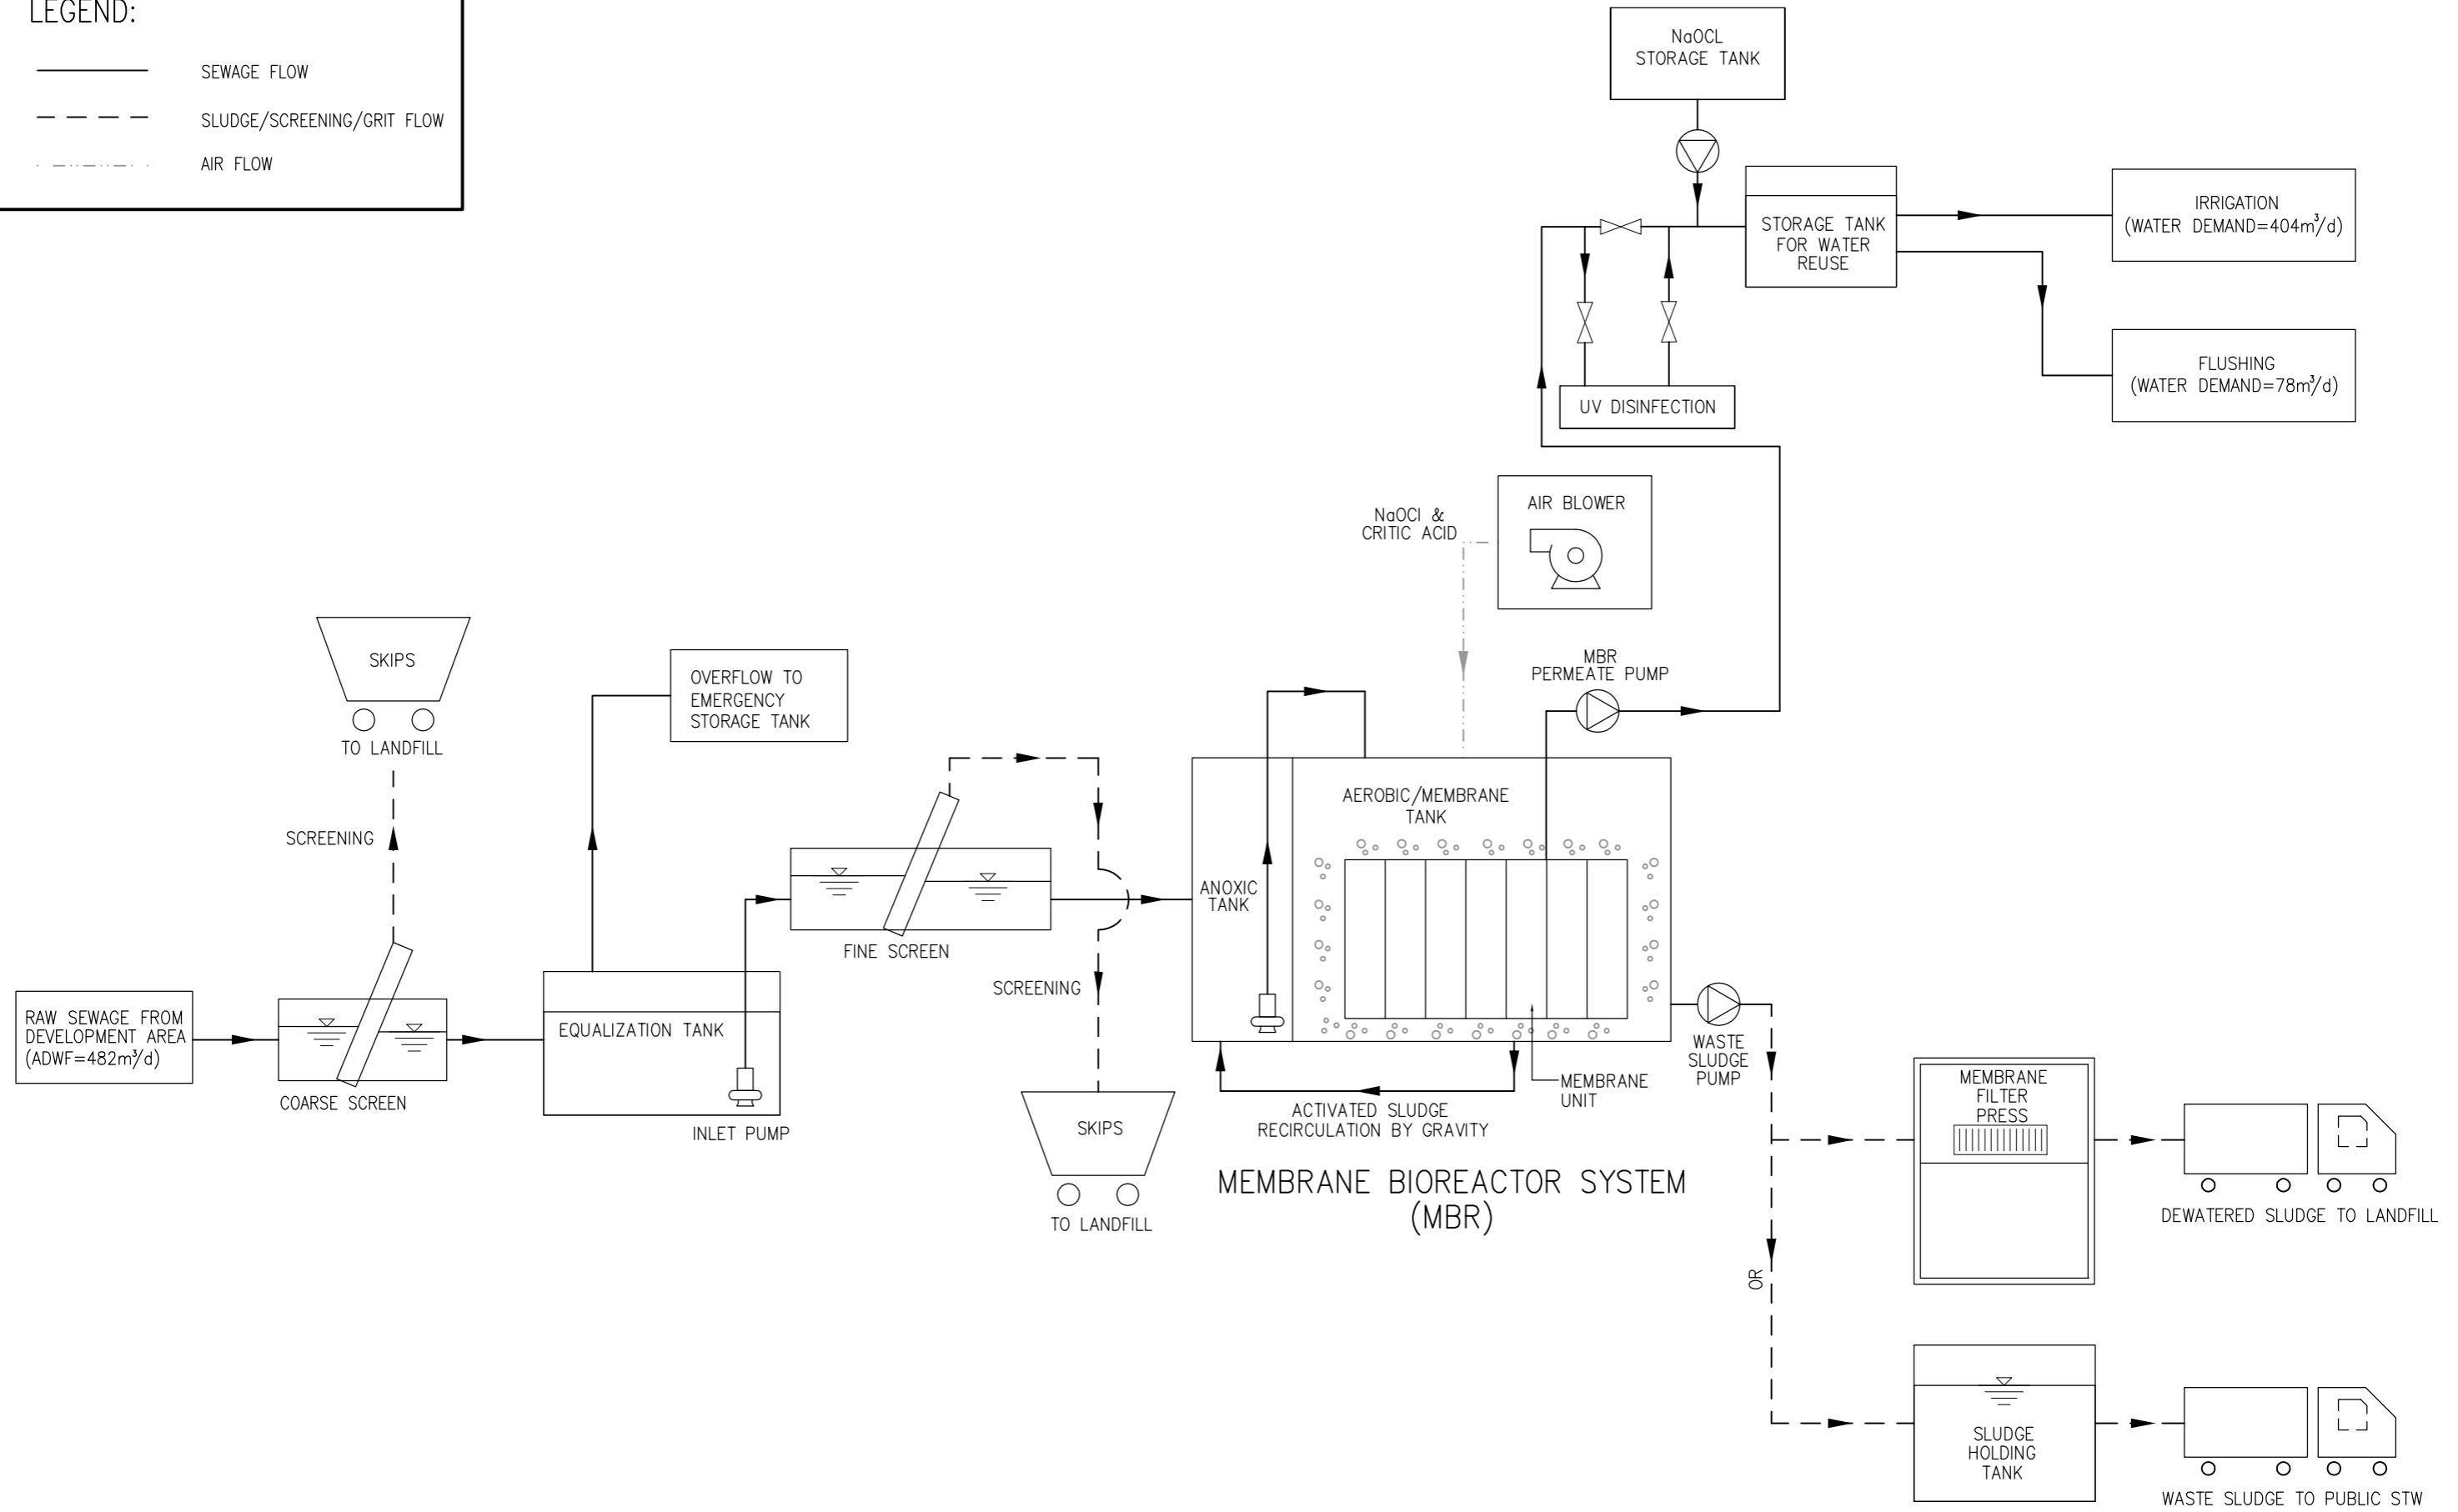 LEGEND:
SEWAGE FLOW
SLUDGE/SCREENING/GRIT FLOW
AIR FLOW
NaOCL
STORAGE TANK
STORAGE TANK
FOR WATER
REUSE
IRRIGATION
(WATER DEMAND=404m³/d)
FLUSHING
(WATER DEMAND=78m³/d)
UV DISINFECTION
AIR BLOWER
NaOCl &
CRITIC ACID
MBR
PERMEATE PUMP
SKIPS
TO LANDFILL
SCREENING
OVERFLOW TO
EMERGENCY
STORAGE TANK
RAW SEWAGE FROM
DEVELOPMENT AREA
(ADWF=482m³/d)
COARSE SCREEN
EQUALIZATION TANK
INLET PUMP
FINE SCREEN
SCREENING
SKIPS
TO LANDFILL
ANOXIC
TANK
AEROBIC/MEMBRANE
TANK
MEMBRANE
UNIT
ACTIVATED SLUDGE
RECIRCULATION BY GRAVITY
MEMBRANE BIOREACTOR SYSTEM
(MBR)
WASTE
SLUDGE
PUMP
OR
MEMBRANE
FILTER
PRESS
DEWATERED SLUDGE TO LANDFILL
SLUDGE
HOLDING
TANK
WASTE SLUDGE TO PUBLIC STW